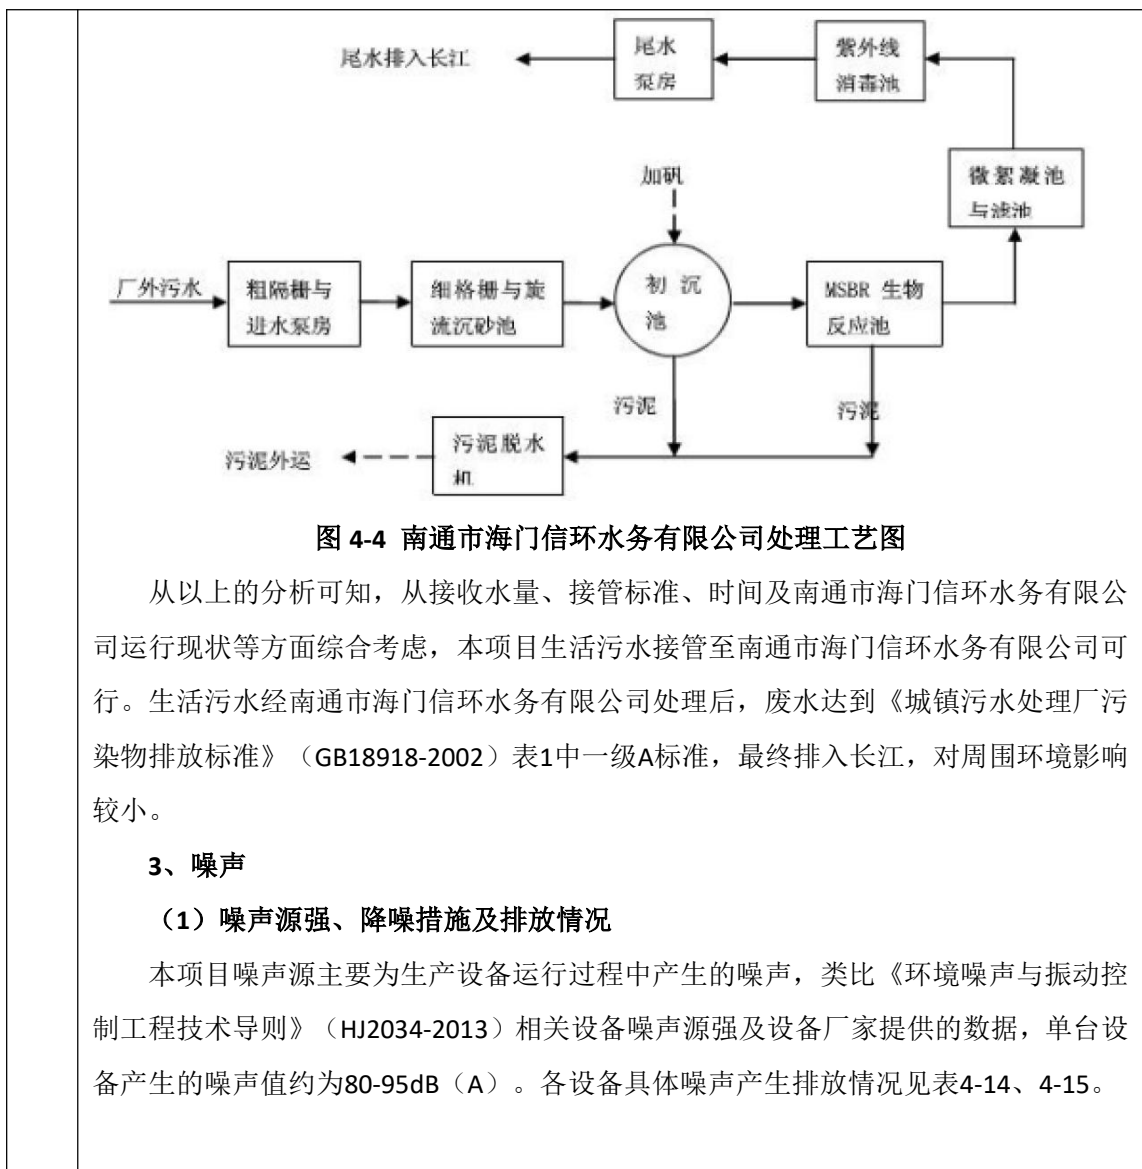 尾水排入长江
尾水
泵房
紫外线
消毒池
微絮凝池
与滤池
加矾
厂外污水
粗隔栅与
进水泵房
细格栅与旋
流沉砂池
初 沉
池
MSBR 生物
反应池
污泥
污泥
污泥外运
污泥脱水
机
图 4-4 南通市海门信环水务有限公司处理工艺图
从以上的分析可知，从接收水量、接管标准、时间及南通市海门信环水务有限公
司运行现状等方面综合考虑，本项目生活污水接管至南通市海门信环水务有限公司可
行。生活污水经南通市海门信环水务有限公司处理后，废水达到《城镇污水处理厂污
染物排放标准》（GB18918-2002）表1中一级A标准，最终排入长江，对周围环境影响
较小。
3、噪声
（1）噪声源强、降噪措施及排放情况
本项目噪声源主要为生产设备运行过程中产生的噪声，类比《环境噪声与振动控
制工程技术导则》（HJ2034-2013）相关设备噪声源强及设备厂家提供的数据，单台设
备产生的噪声值约为80-95dB（A）。各设备具体噪声产生排放情况见表4-14、4-15。